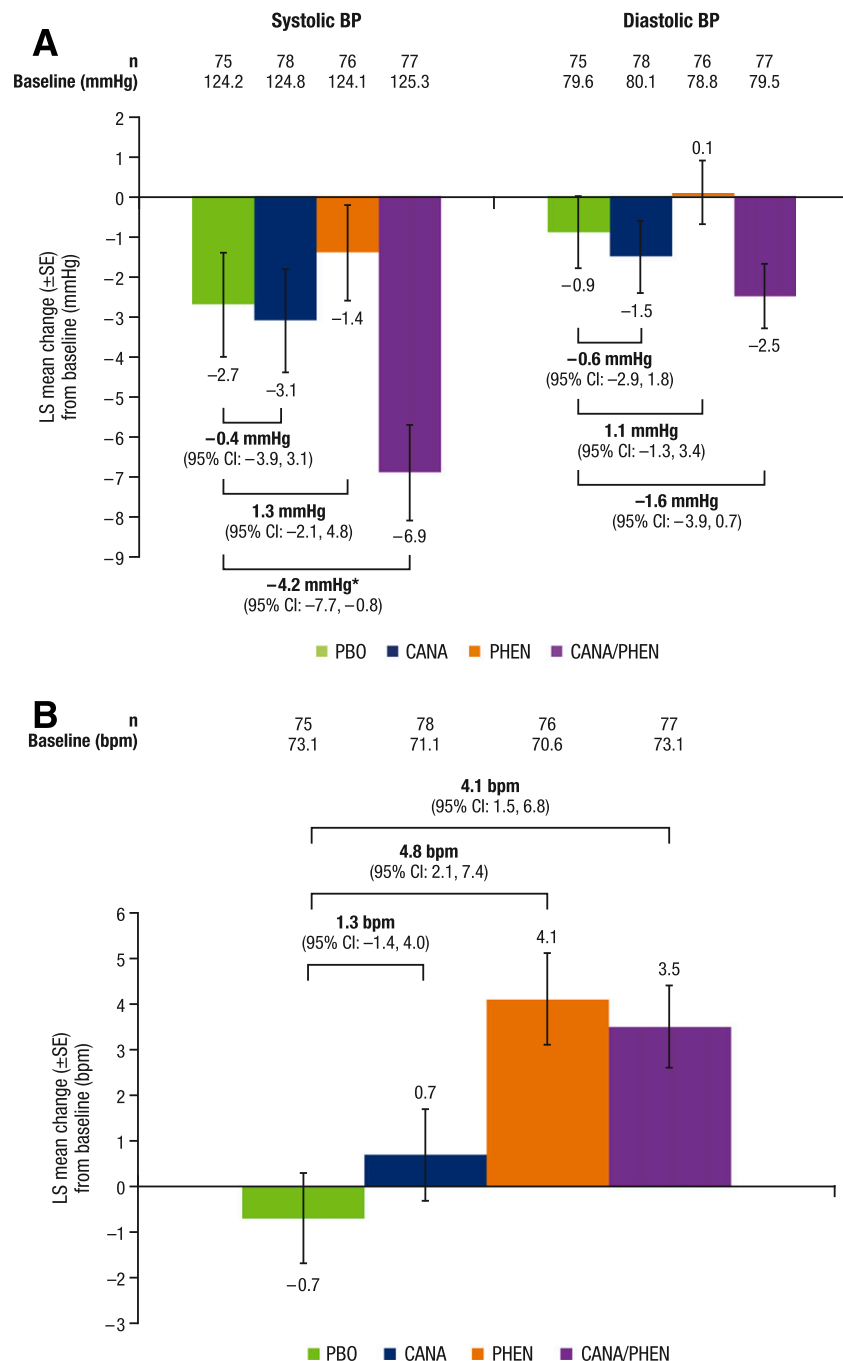 A
Systolic BP Diastolic BP
n 75 78 76 77 75 78 76 77
Baseline (mmHg) 124.2 124.8 124.1 125.3 79.6 80.1 78.8 79.5
LS mean change (±SE)
from baseline (mmHg)
2
1
0
−1
−2
−3
−4
−5
−6
−7
−8
−9
−2.7
−3.1
−1.4
−6.9
−0.4 mmHg
(95% CI: −3.9, 3.1)
1.3 mmHg
(95% CI: −2.1, 4.8)
−4.2 mmHg*
(95% CI: −7.7, −0.8)
−0.9
−1.5
0.1
−2.5
−0.6 mmHg
(95% CI: −2.9, 1.8)
1.1 mmHg
(95% CI: −1.3, 3.4)
−1.6 mmHg
(95% CI: −3.9, 0.7)
PBO CANA PHEN CANA/PHEN
B
n 75 78 76 77
Baseline (bpm) 73.1 71.1 70.6 73.1
4.1 bpm
(95% CI: 1.5, 6.8)
4.8 bpm
(95% CI: 2.1, 7.4)
1.3 bpm
(95% CI: −1.4, 4.0)
LS mean change (±SE)
from baseline (bpm)
6
5
4
3
2
1
0
−1
−2
−3
−0.7
0.7
4.1
3.5
PBO CANA PHEN CANA/PHEN